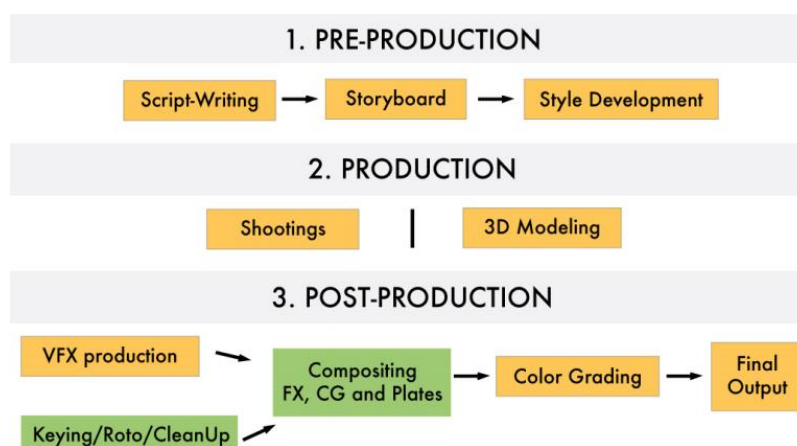 1. PRE-PRODUCTION
Script-Writing
Storyboard
Style Development
2. PRODUCTION
Shootings
3D Modeling
3. POST-PRODUCTION
VFX production
Compositing
FX, CG and Plates
Color Grading
Final
Output
Keying/Roto/CleanUp